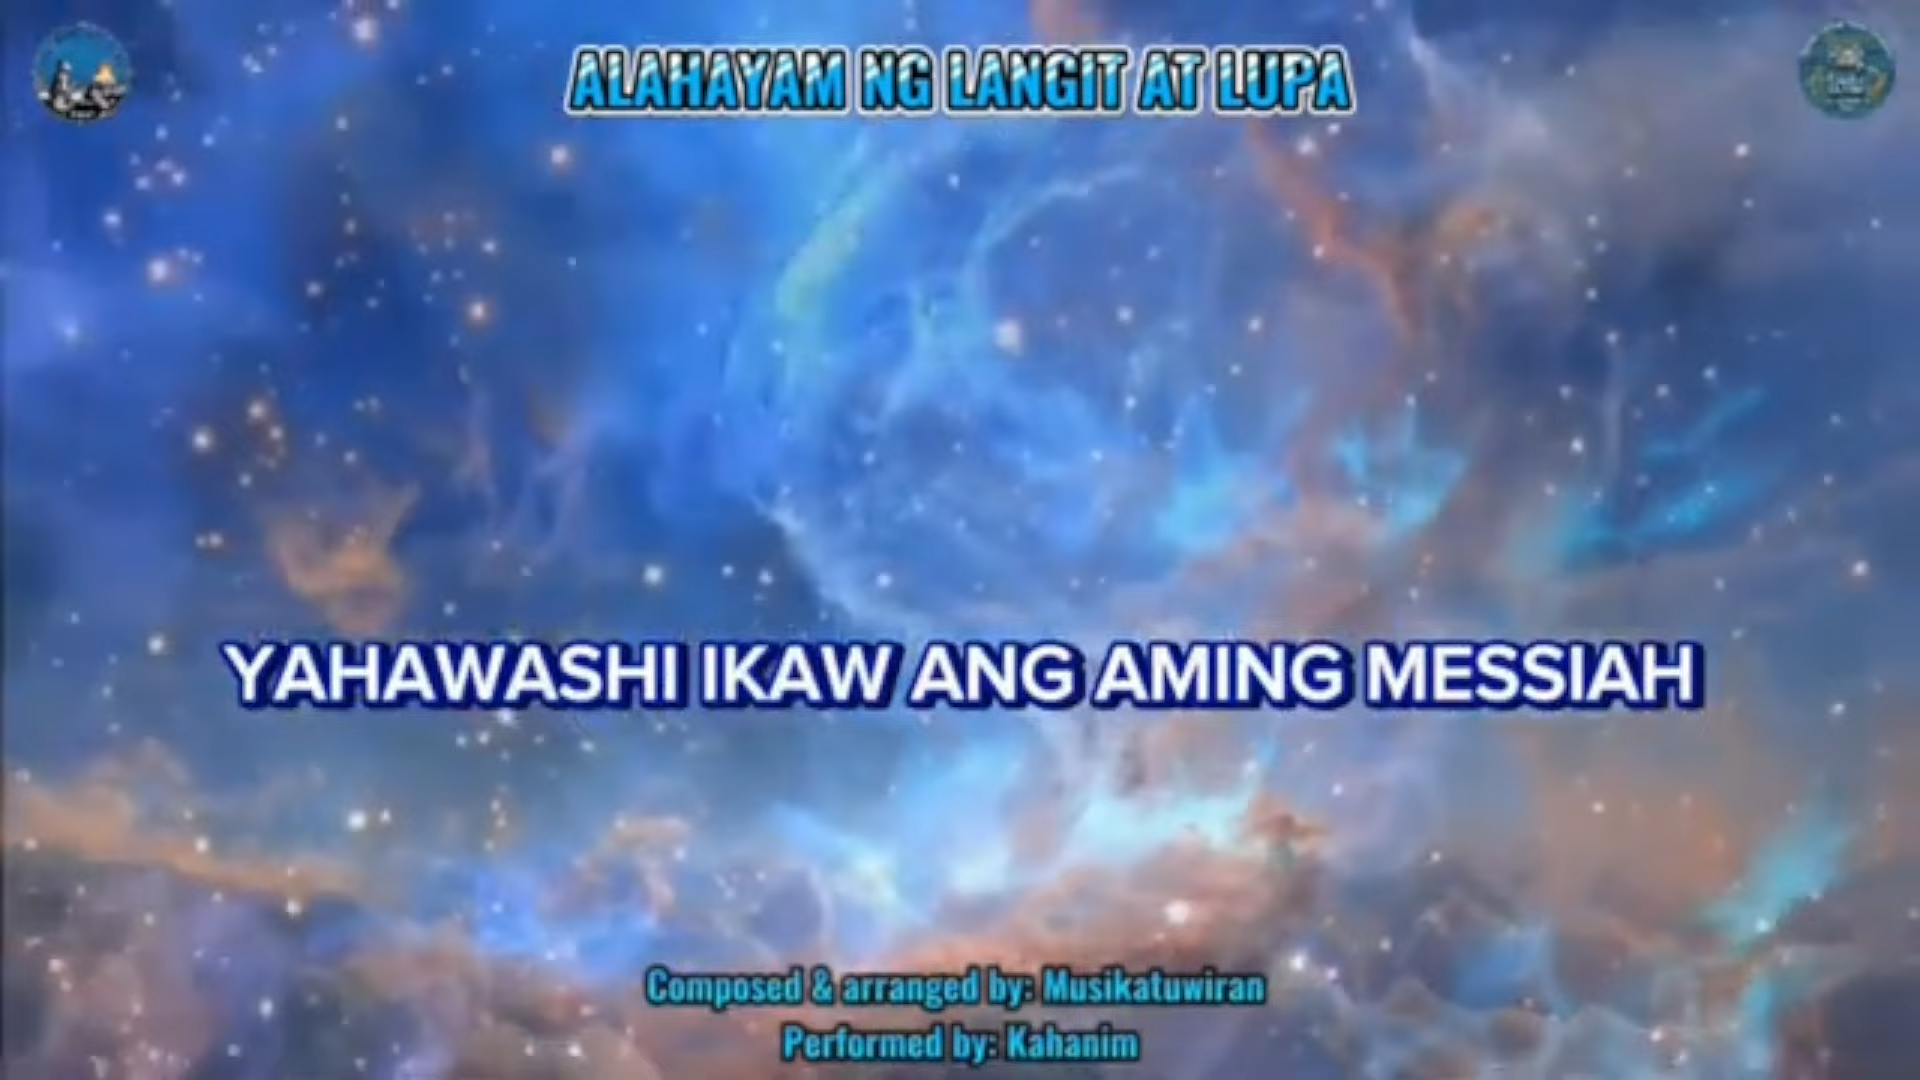 ALAHAYAM NG LANGIT AT LUPA
YAHAWASHI IKAW ANG AMING MESSIAH
Composed & arranged by: Musikatuwiran
Performed by: Kahanim